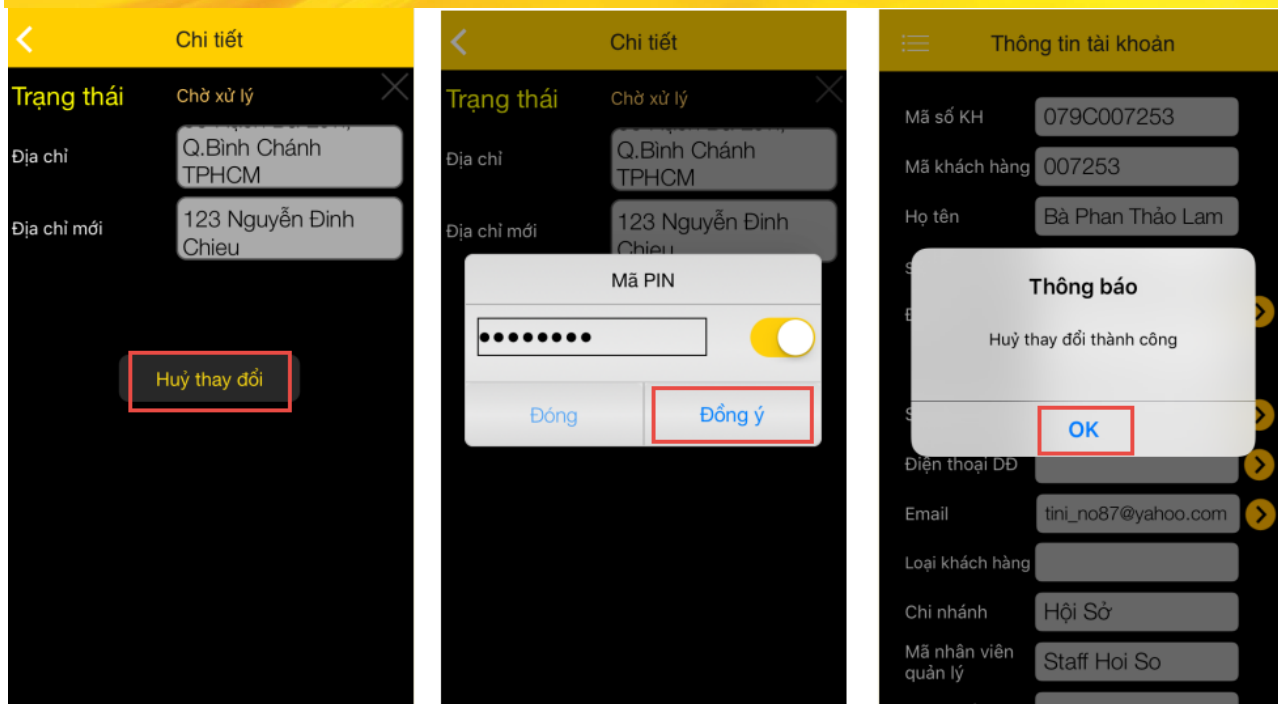 Chi tiết
Trạng thái
Chờ xử lý
Địa chỉ
Q.Bình Chánh
TPHCM
Địa chỉ mới
123 Nguyễn Đinh
Chieu
Huỷ thay đổi
Chi tiết
Trạng thái
Chờ xử lý
Địa chỉ
Q.Bình Chánh
TPHCM
Địa chỉ mới
123 Nguyễn Đinh
Chieu
Mã PIN
Đóng
Đồng ý
Thông tin tài khoản
Mã số KH
079C007253
Mã khách hàng
007253
Họ tên
Bà Phan Thảo Lam
Thông báo
Huỷ thay đổi thành công
OK
Điện thoại DĐ
Email
tini_no87@yahoo.com
Loại khách hàng
Chi nhánh
Hội Sở
Mã nhân viên
quản lý
Staff Hoi So